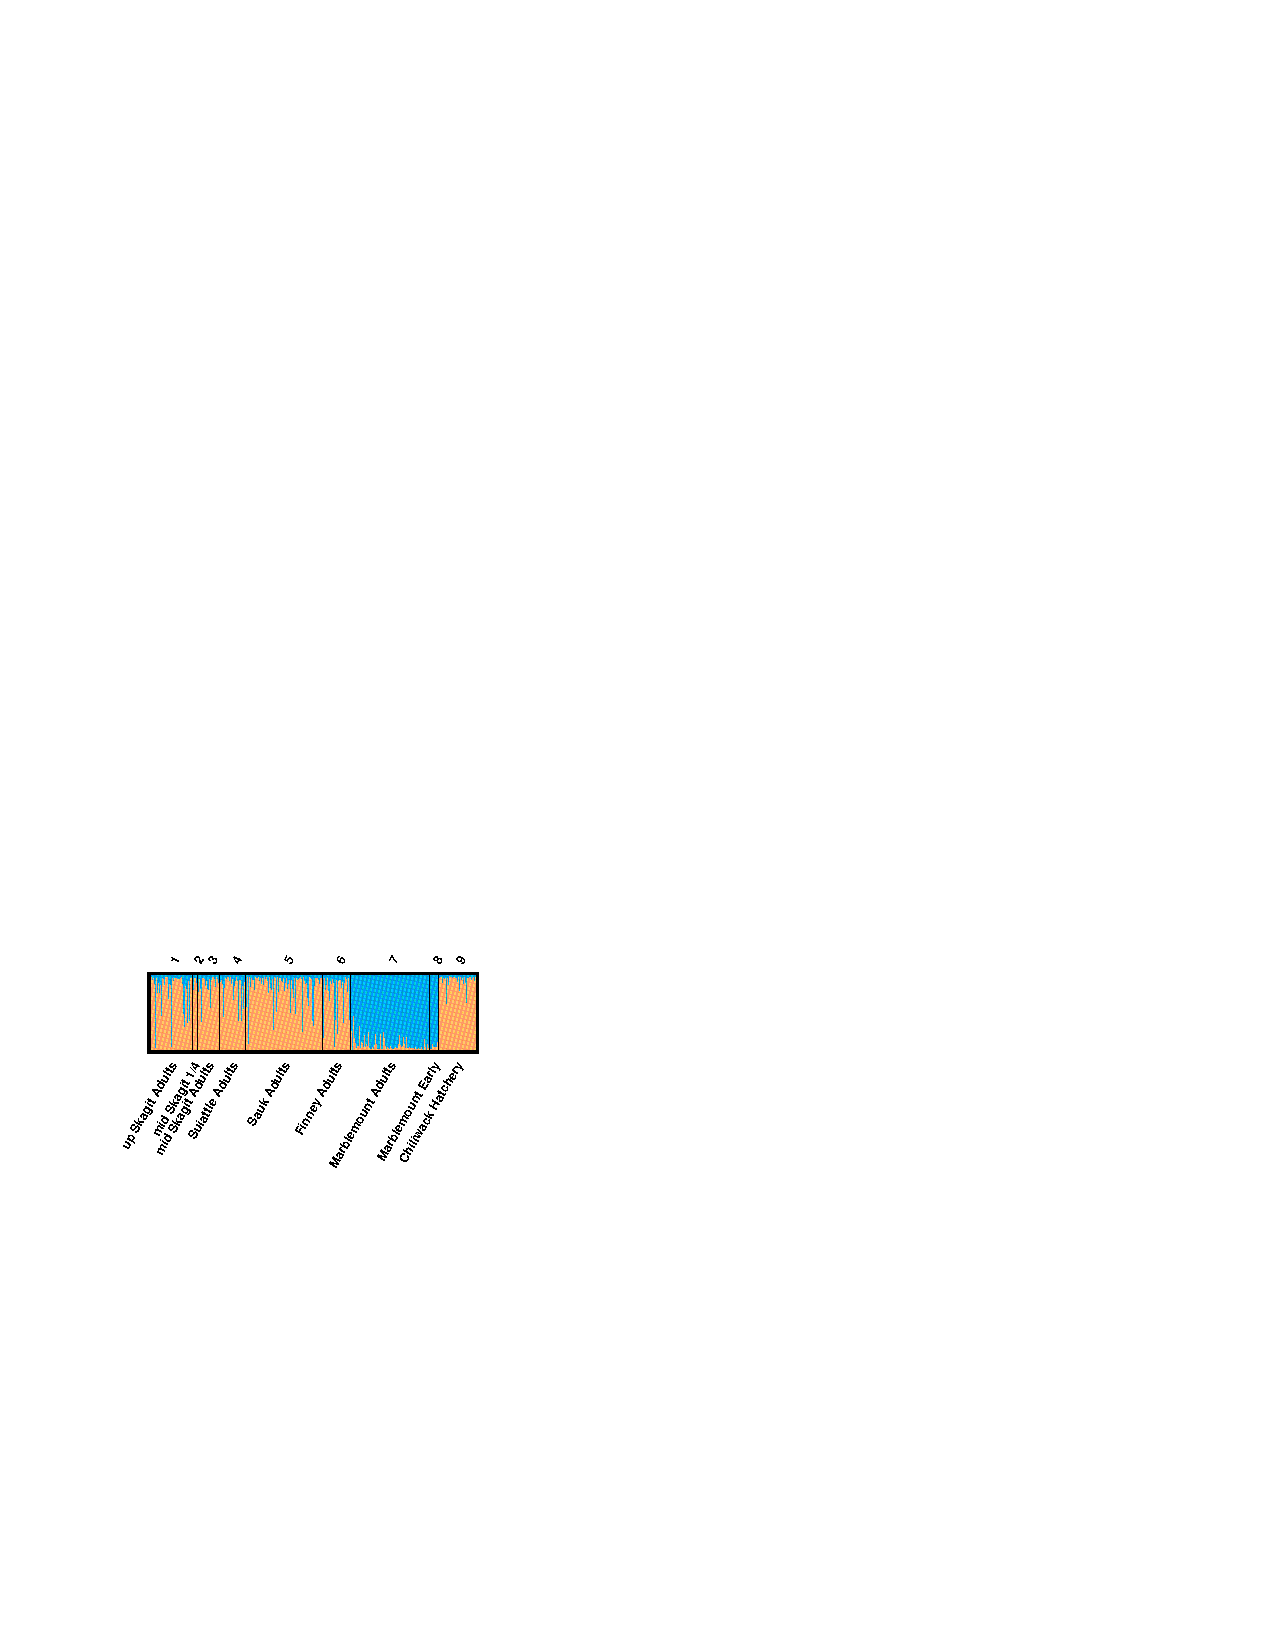 1 2 3 4 5 6 7 8 9
up Skagit Adults
mid Skagit 1/4
mid Skagit Adults
Suiattle Adults
Sauk Adults
Finney Adults
Marblemount Adults
Marblemount Early
Chilliwack Hatchery